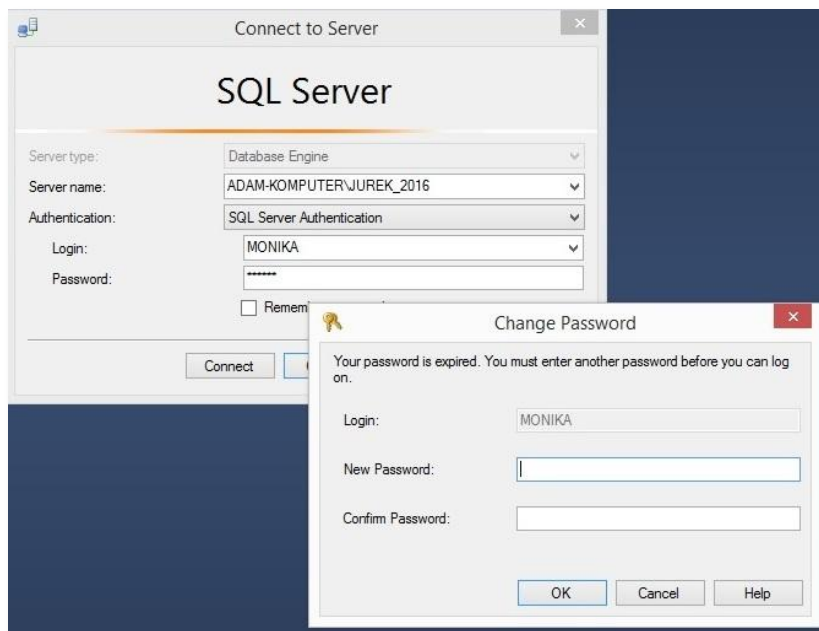 Connect to Server
SQL Server
Server type:
Database Engine
Server name:
ADAM-KOMPUTER\JUREK_2016
Authentication:
SQL Server Authentication
Login:
MONIKA
Password:
******
Connect
Change Password
Your password is expired. You must enter another password before you can log
on.
Login:
MONIKA
New Password:
Confirm Password:
OK
Cancel
Help